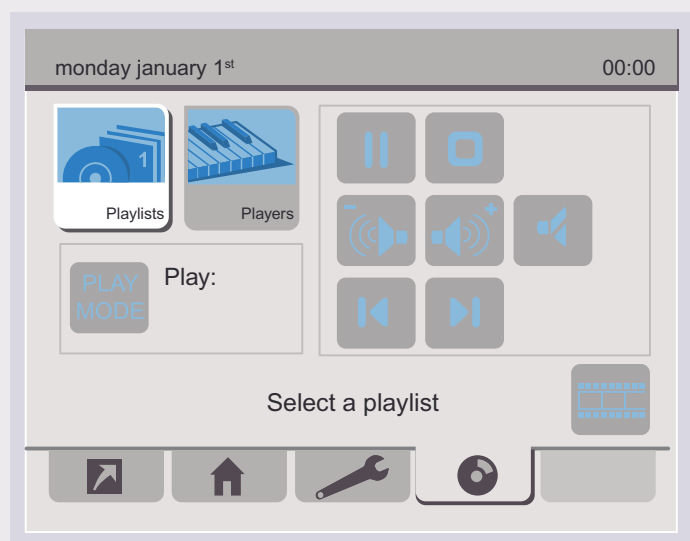 monday january 1st
00:00
1
Playlists
Players
PLAY
MODE
Play:
-
+
Select a playlist